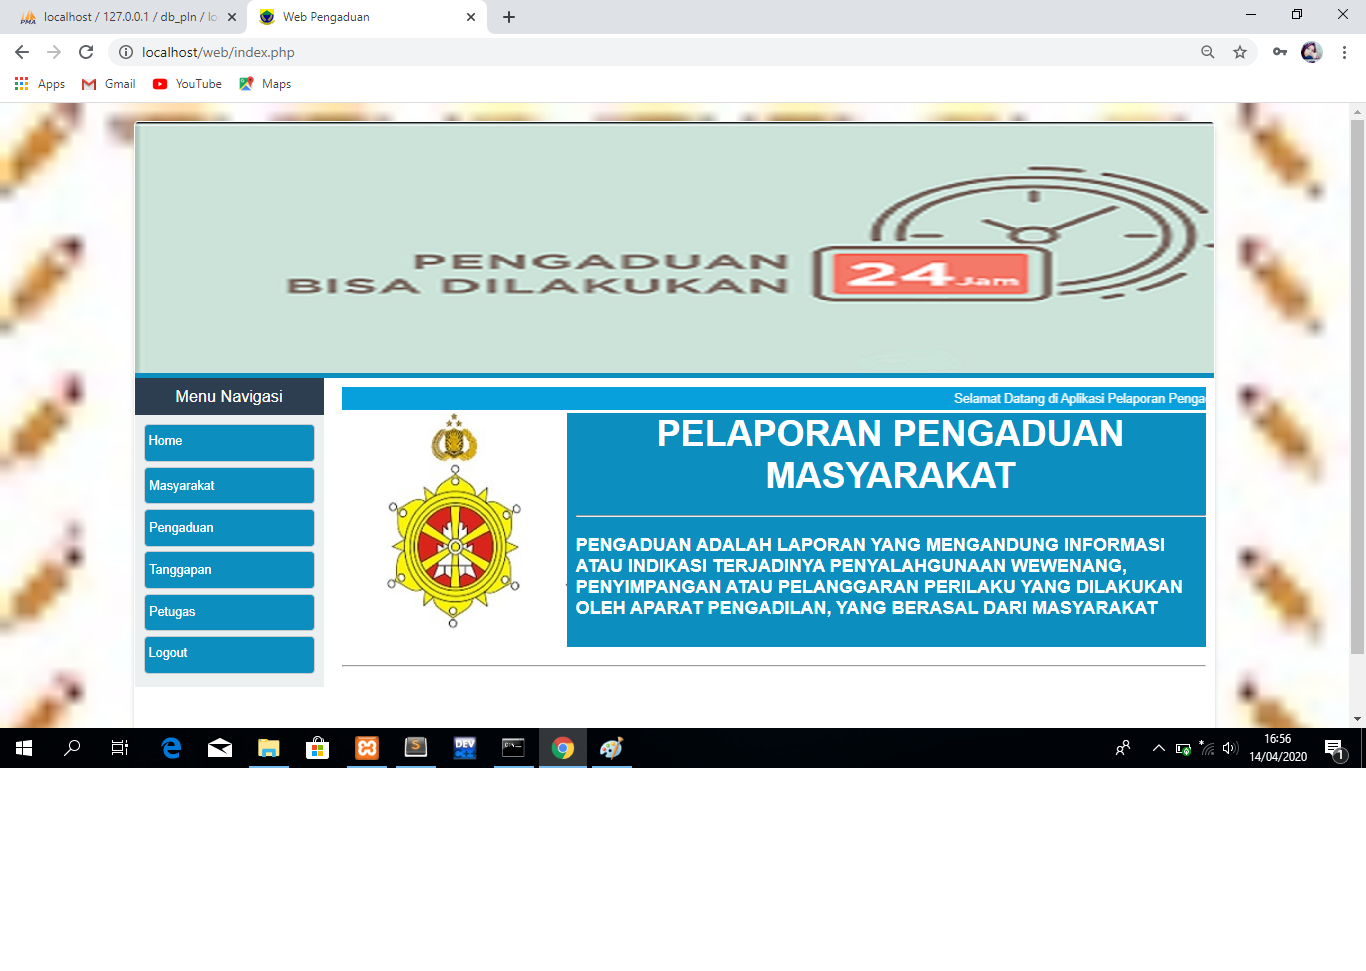 localhost / 127.0.0.1 / db_pln / lo
Web Pengaduan
localhost/web/index.php
Apps
Gmail
YouTube
Maps
PENGADUAN
BISA DILAKUKAN
24 Jam
Menu Navigasi
Selamat Datang di Aplikasi Pelaporan Penga
Home
Masyarakat
Pengaduan
Tanggapan
Petugas
Logout
PELAPORAN PENGADUAN
MASYARAKAT
PENGADUAN ADALAH LAPORAN YANG MENGANDUNG INFORMASI
ATAU INDIKASI TERJADINYA PENYALAHGUNAAN WEWENANG,
PENYIMPANGAN ATAU PELANGGARAN PERILAKU YANG DILAKUKAN
OLEH APARAT PENGADILAN, YANG BERASAL DARI MASYARAKAT
DEV
16:56
14/04/2020
1